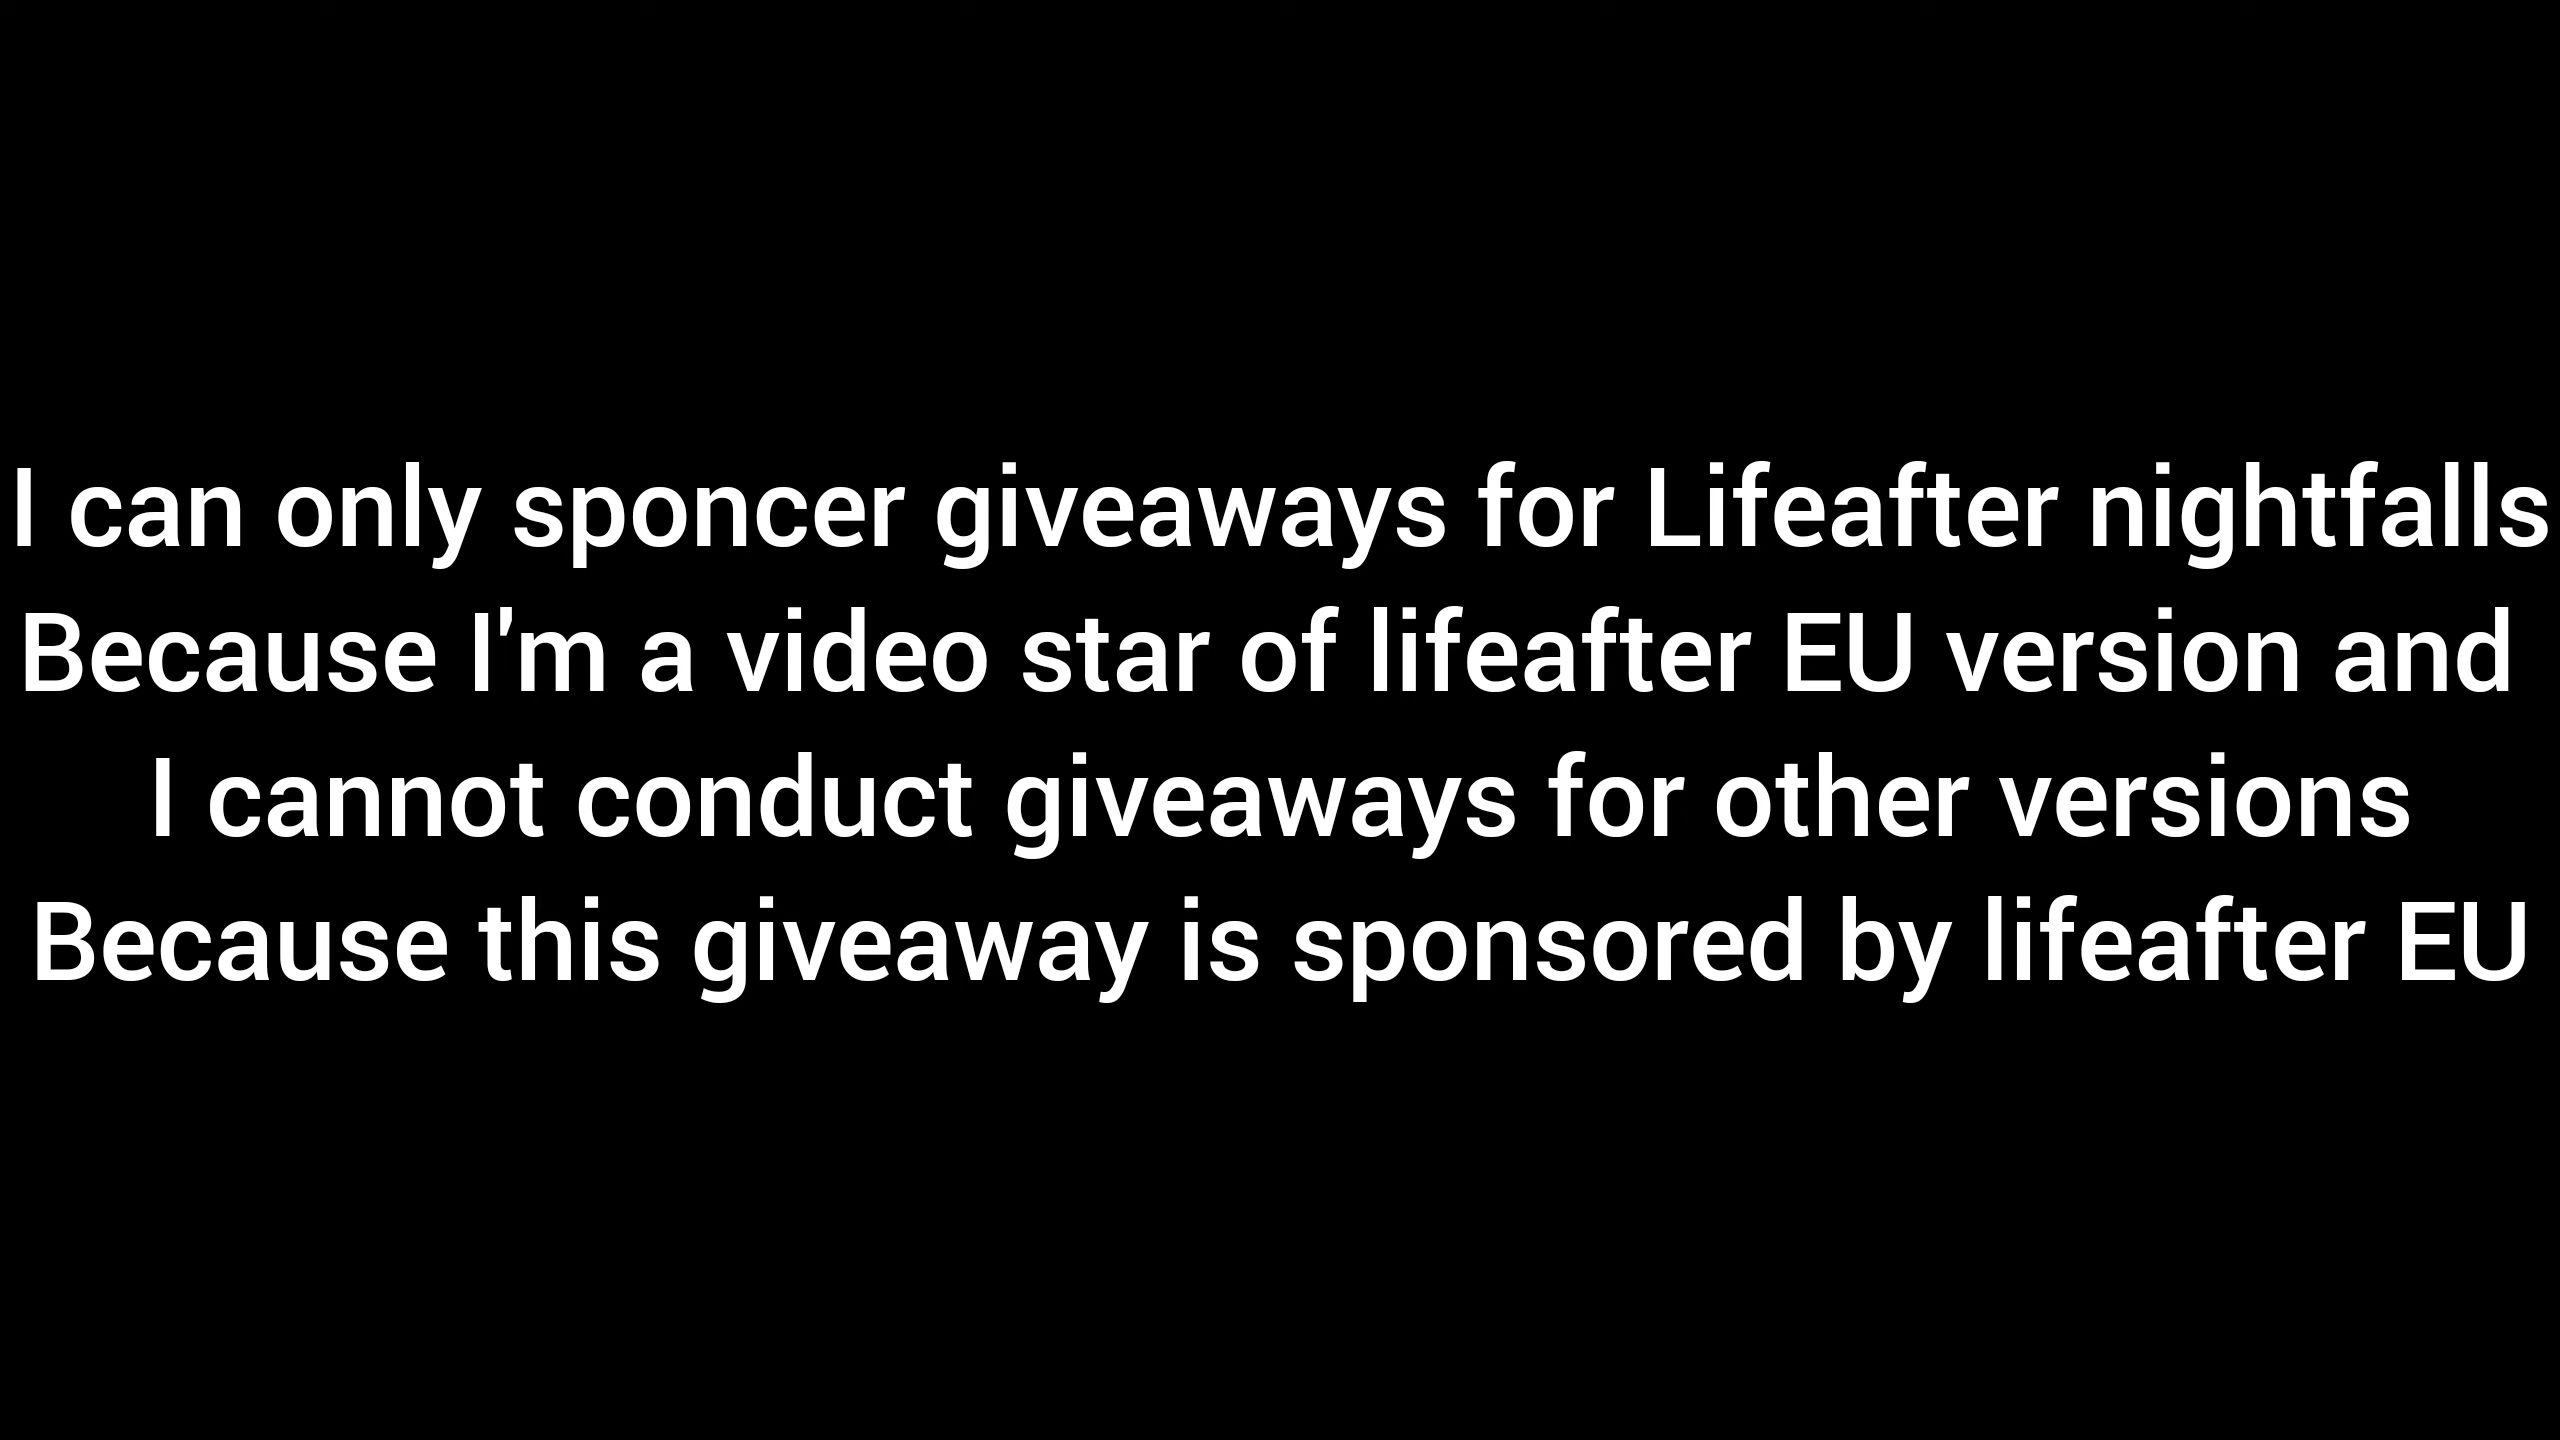 I can only sponcer giveaways for Lifeafter nightfalls
Because I'm a video star of lifeafter EU version and
I cannot conduct giveaways for other versions
Because this giveaway is sponsored by lifeafter EU